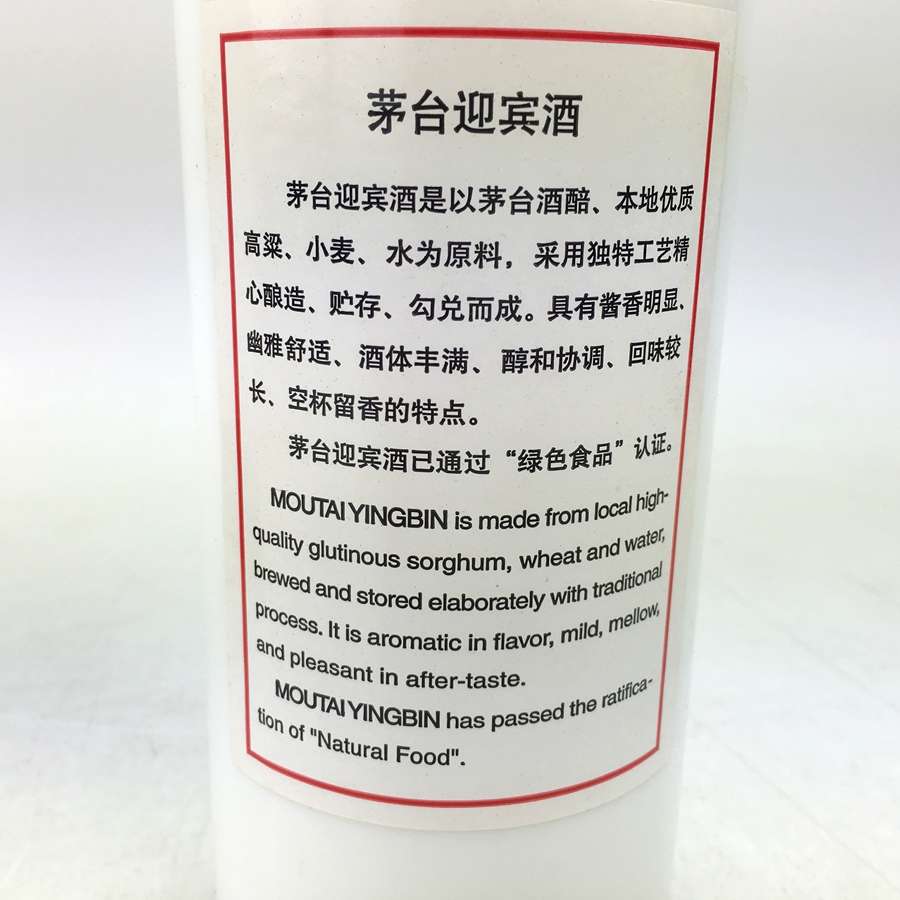 茅台迎宾酒
茅台迎宾酒是以茅台酒醅、本地优质
高粱、小麦、水为原料，采用独特工艺精
心酿造、贮存、勾兑而成。具有酱香明显、
幽雅舒适、酒体丰满、醇和协调、回味较
长、空杯留香的特点。
茅台迎宾酒已通过“绿色食品”认证。
MOUTAI YINGBIN is made from local high-
quality glutinous sorghum, wheat and water,
brewed and stored elaborately with traditional
process. It is aromatic in flavor, mild, mellow,
and pleasant in after-taste.
MOUTAI YINGBIN has passed the ratifica-
tion of "Natural Food".